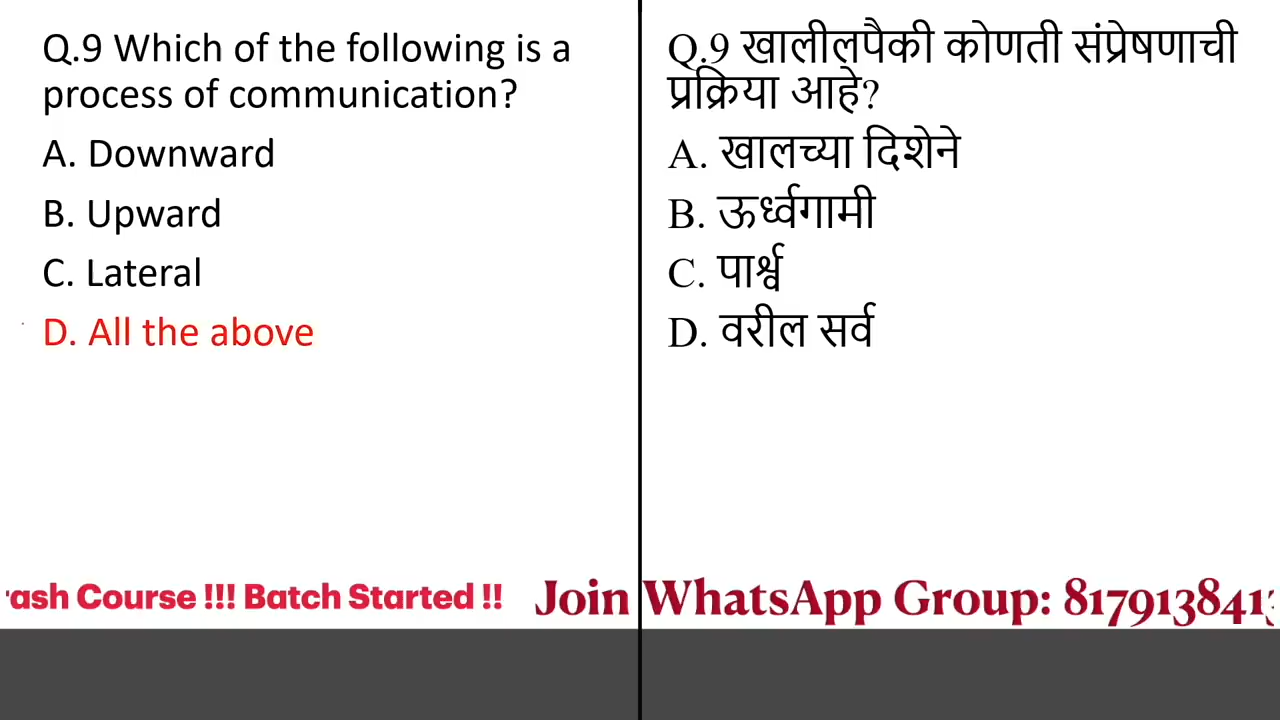 Q.9 Which of the following is a
process of communication?
A. Downward
B. Upward
C. Lateral
D. All the above
Q.9 खालीलपैकी कोणती संप्रेषणाची
प्रक्रिया आहे?
A. खालच्या दिशेने
B. ऊर्ध्वगामी
C. पार्श्व
D. वरील सर्व
Course !!! Batch Started !!
Join WhatsApp Group: